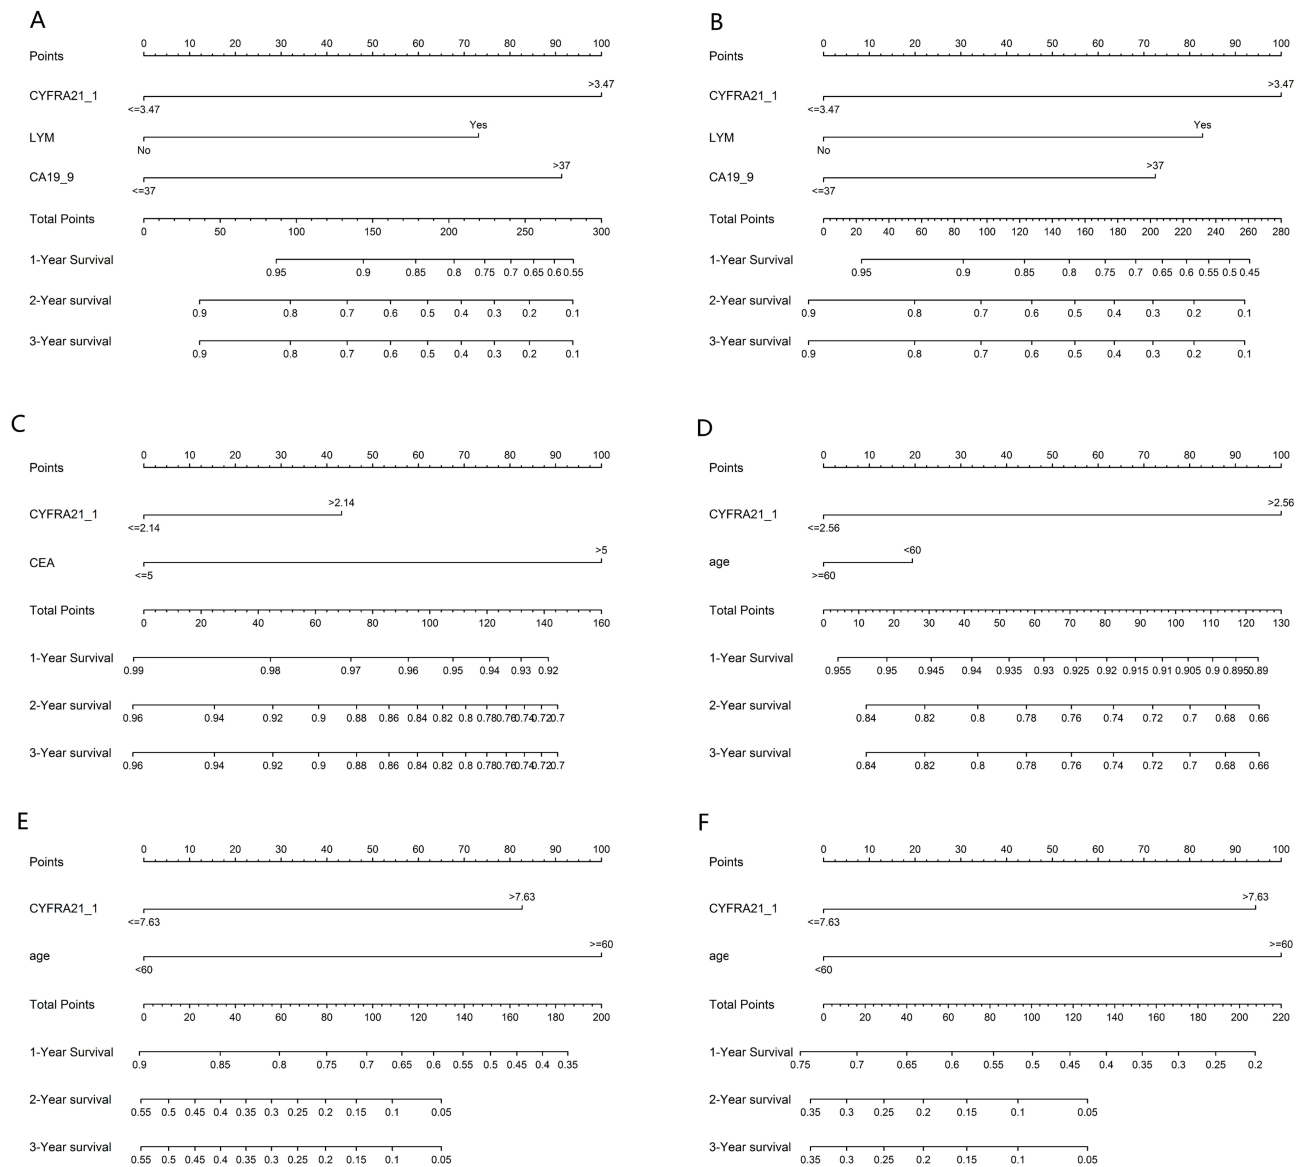 A
0 10 20 30 40 50 60 70 80 90 100
Points
>3.47
CYFRA21_1
<=3.47
Yes
LYM
No
>37
CA19_9
<=37
Total Points
0 50 100 150 200 250 300
1-Year Survival
0.95 0.9 0.85 0.8 0.75 0.7 0.65 0.6 0.55
2-Year survival
0.9 0.8 0.7 0.6 0.5 0.4 0.3 0.2 0.1
3-Year survival
0.9 0.8 0.7 0.6 0.5 0.4 0.3 0.2 0.1
B
0 10 20 30 40 50 60 70 80 90 100
Points
>3.47
CYFRA21_1
<=3.47
Yes
LYM
No
>37
CA19_9
<=37
Total Points
0 20 40 60 80 100 120 140 160 180 200 220 240 260 280
1-Year Survival
0.95 0.9 0.85 0.8 0.75 0.7 0.65 0.6 0.55 0.5 0.45
2-Year survival
0.9 0.8 0.7 0.6 0.5 0.4 0.3 0.2 0.1
3-Year survival
0.9 0.8 0.7 0.6 0.5 0.4 0.3 0.2 0.1
C
0 10 20 30 40 50 60 70 80 90 100
Points
>2.14
CYFRA21_1
<=2.14
>5
CEA
<=5
Total Points
0 20 40 60 80 100 120 140 160
1-Year Survival
0.99 0.98 0.97 0.96 0.95 0.94 0.93 0.92
2-Year survival
0.96 0.94 0.92 0.9 0.88 0.86 0.84 0.82 0.8 0.78 0.76 0.74 0.72 0.7
3-Year survival
0.96 0.94 0.92 0.9 0.88 0.86 0.84 0.82 0.8 0.78 0.76 0.74 0.72 0.7
D
0 10 20 30 40 50 60 70 80 90 100
Points
>2.56
CYFRA21_1
<=2.56
<60
age
>=60
Total Points
0 10 20 30 40 50 60 70 80 90 100 110 120 130
1-Year Survival
0.955 0.95 0.945 0.94 0.935 0.93 0.925 0.92 0.915 0.91 0.905 0.9 0.895 0.89
2-Year survival
0.84 0.82 0.8 0.78 0.76 0.74 0.72 0.7 0.68 0.66
3-Year survival
0.84 0.82 0.8 0.78 0.76 0.74 0.72 0.7 0.68 0.66
E
0 10 20 30 40 50 60 70 80 90 100
Points
>7.63
CYFRA21_1
<=7.63
>=60
age
<60
Total Points
0 20 40 60 80 100 120 140 160 180 200
1-Year Survival
0.9 0.85 0.8 0.75 0.7 0.65 0.6 0.55 0.5 0.45 0.4 0.35
2-Year survival
0.55 0.5 0.45 0.4 0.35 0.3 0.25 0.2 0.15 0.1 0.05
3-Year survival
0.55 0.5 0.45 0.4 0.35 0.3 0.25 0.2 0.15 0.1 0.05
F
0 10 20 30 40 50 60 70 80 90 100
Points
>7.63
CYFRA21_1
<=7.63
>=60
age
<60
Total Points
0 20 40 60 80 100 120 140 160 180 200 220
1-Year Survival
0.75 0.7 0.65 0.6 0.55 0.5 0.45 0.4 0.35 0.3 0.25 0.2
2-Year survival
0.35 0.3 0.25 0.2 0.15 0.1 0.05
3-Year survival
0.35 0.3 0.25 0.2 0.15 0.1 0.05